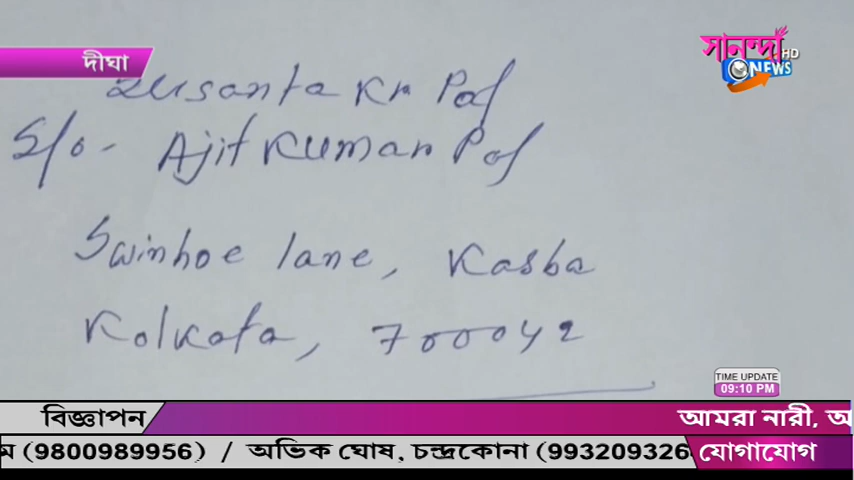 দীঘা
সানন্দা HD
NEWS
Susanta Kr Pal
S/o- Ajit Kumar Pal
Swinhoe lane, Kasba
Kolkata, 700042
TIME UPDATE
09:10 PM
বিজ্ঞাপন
আমরা নারী, অ
ম (9800989956) / অভিক ঘোষ, চন্দ্রকোনা (993209326
যোগাযোগ